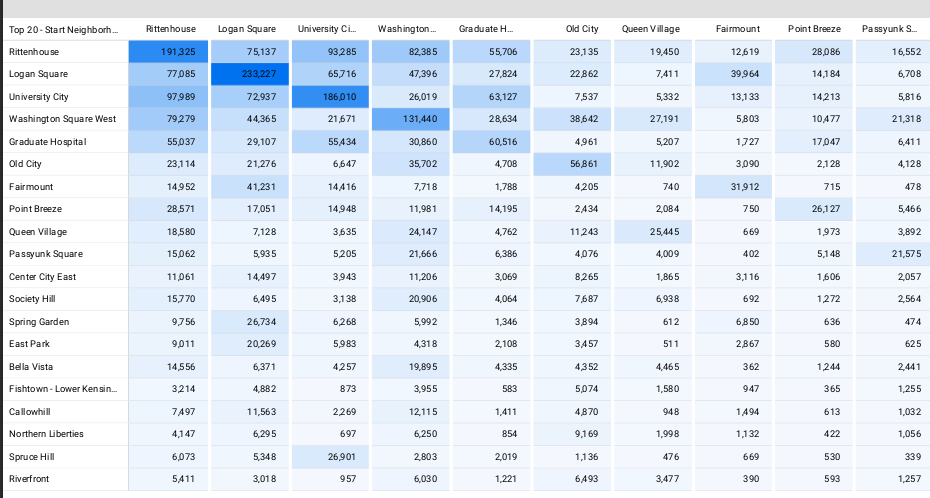 Top 20 - Start Neighborh... Rittenhouse Logan Square University Ci... Washington... Graduate H... Old City Queen Village Fairmount Point Breeze Passyunk S...
Rittenhouse 191,325 75,137 93,285 82,385 55,706 23,135 19,450 12,619 28,086 16,552
Logan Square 77,085 233,227 65,716 47,396 27,824 22,862 7,411 39,964 14,184 6,708
University City 97,989 72,937 186,010 26,019 63,127 7,537 5,332 13,133 14,213 5,816
Washington Square West 79,279 44,365 21,671 131,440 28,634 38,642 27,191 5,803 10,477 21,318
Graduate Hospital 55,037 29,107 55,434 30,860 60,516 4,961 5,207 1,727 17,047 6,411
Old City 23,114 21,276 6,647 35,702 4,708 56,861 11,902 3,090 2,128 4,128
Fairmount 14,952 41,231 14,416 7,718 1,788 4,205 740 31,912 715 478
Point Breeze 28,571 17,051 14,948 11,981 14,195 2,434 2,084 750 26,127 5,466
Queen Village 18,580 7,128 3,635 24,147 4,762 11,243 25,445 669 1,973 3,892
Passyunk Square 15,062 5,935 5,205 21,666 6,386 4,076 4,009 402 5,148 21,575
Center City East 11,061 14,497 3,943 11,206 3,069 8,265 1,865 3,116 1,606 2,057
Society Hill 15,770 6,495 3,138 20,906 4,064 7,687 6,938 692 1,272 2,564
Spring Garden 9,756 26,734 6,268 5,992 1,346 3,894 612 6,850 636 474
East Park 9,011 20,269 5,983 4,318 2,108 3,457 511 2,867 580 625
Bella Vista 14,556 6,371 4,257 19,895 4,335 4,352 4,465 362 1,244 2,441
Fishtown - Lower Kensin... 3,214 4,882 873 3,955 583 5,074 1,580 947 365 1,255
Callowhill 7,497 11,563 2,269 12,115 1,411 4,870 948 1,494 613 1,032
Northern Liberties 4,147 6,295 697 6,250 854 9,169 1,998 1,132 422 1,056
Spruce Hill 6,073 5,348 26,901 2,803 2,019 1,136 476 669 530 339
Riverfront 5,411 3,018 957 6,030 1,221 6,493 3,477 390 593 1,257